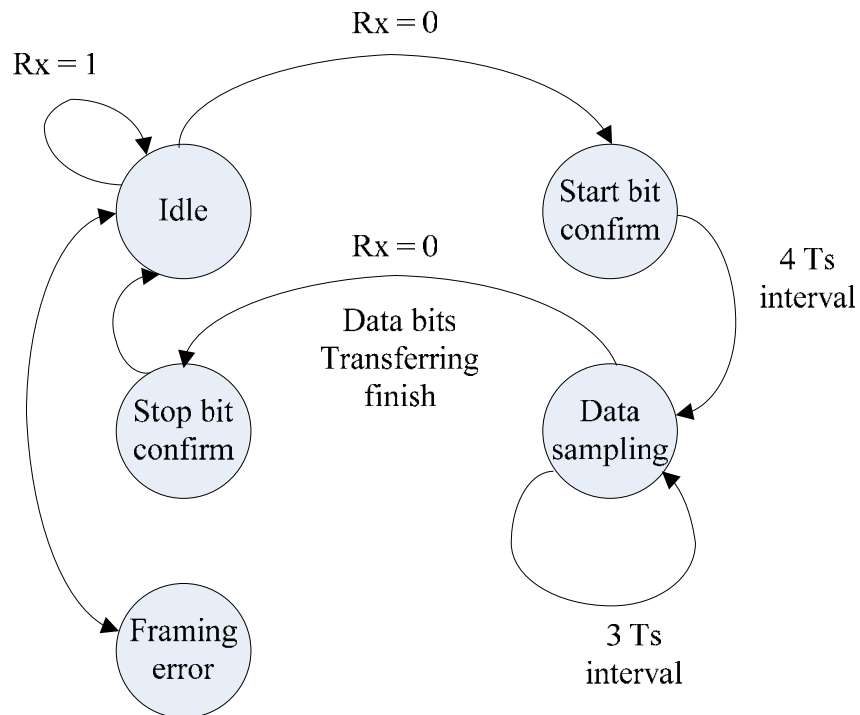 Rx = 0
Rx = 1
Idle
Start bit
confirm
Rx = 0
4 Ts
interval
Data bits
Transferring
finish
Stop bit
confirm
Data
sampling
Framing
error
3 Ts
interval